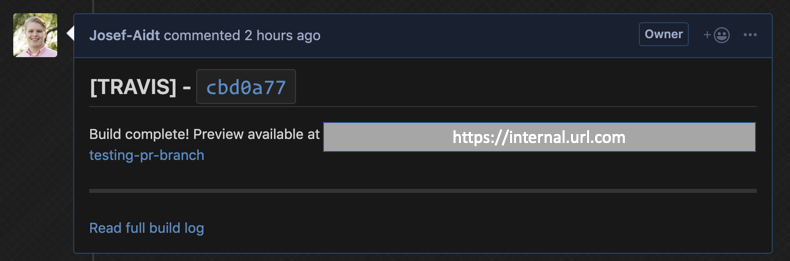 Josef-Aidt commented 2 hours ago Owner
[TRAVIS] - cbd0a77
Build complete! Preview available at https://internal.url.com
testing-pr-branch
Read full build log